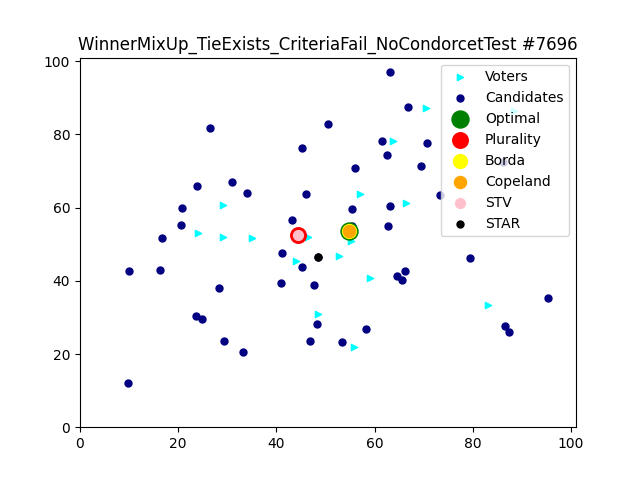 WinnerMixUp_TieExists_CriteriaFail_NoCondorcetTest #7696
100
80
60
40
20
0
0 20 40 60 80 100
Voters
Candidates
Optimal
Plurality
Borda
Copeland
STV
STAR